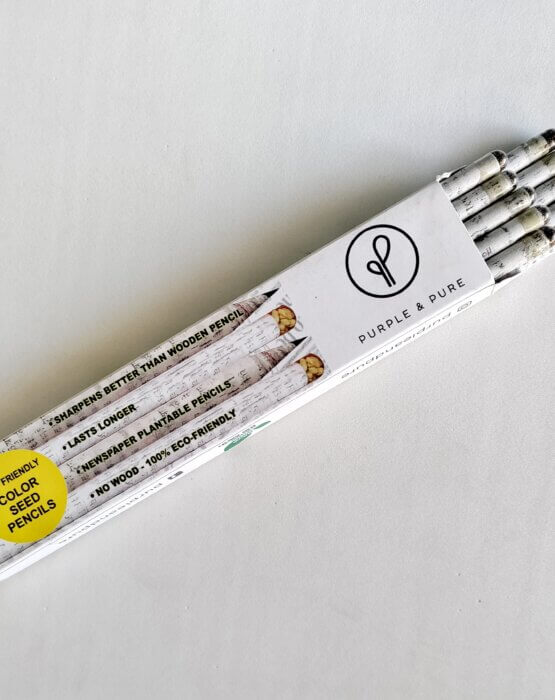 PURPLE & PURE
• SHARPENS BETTER THAN WOODEN PENCIL
• LASTS LONGER
• NEWSPAPER PLANTABLE PENCILS
• NO WOOD - 100% ECO-FRIENDLY
FRIENDLY
COLOR
SEED
PENCILS
purpleandpure